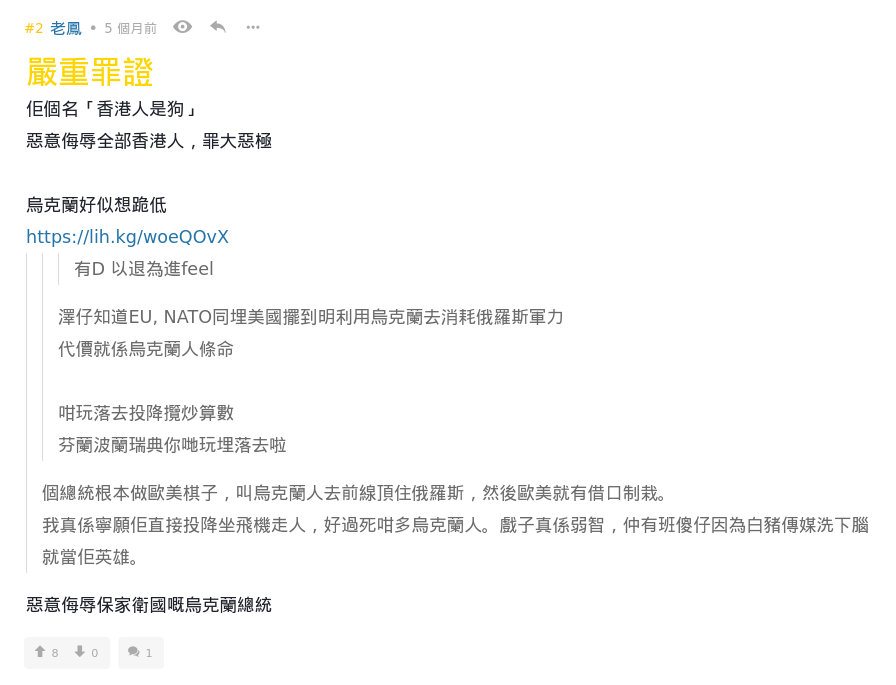 #2 老鳳 • 5 個月前
嚴重罪證
佢個名「香港人是狗」
惡意侮辱全部香港人，罪大惡極
烏克蘭好似想跪低
https://lih.kg/woeQOvX
有D 以退為進feel
澤仔知道EU, NATO同埋美國擺到明利用烏克蘭去消耗俄羅斯軍力
代價就係烏克蘭人條命
咁玩落去投降攬炒算數
芬蘭波蘭瑞典你哋玩埋落去啦
個總統根本做歐美棋子，叫烏克蘭人去前線頂住俄羅斯，然後歐美就有借口制栽。
我真係寧願佢直接投降坐飛機走人，好過死咁多烏克蘭人。戲子真係弱智，仲有班傻仔因為白豬傳媒洗下腦
就當佢英雄。
惡意侮辱保家衛國嘅烏克蘭總統
8 0 1